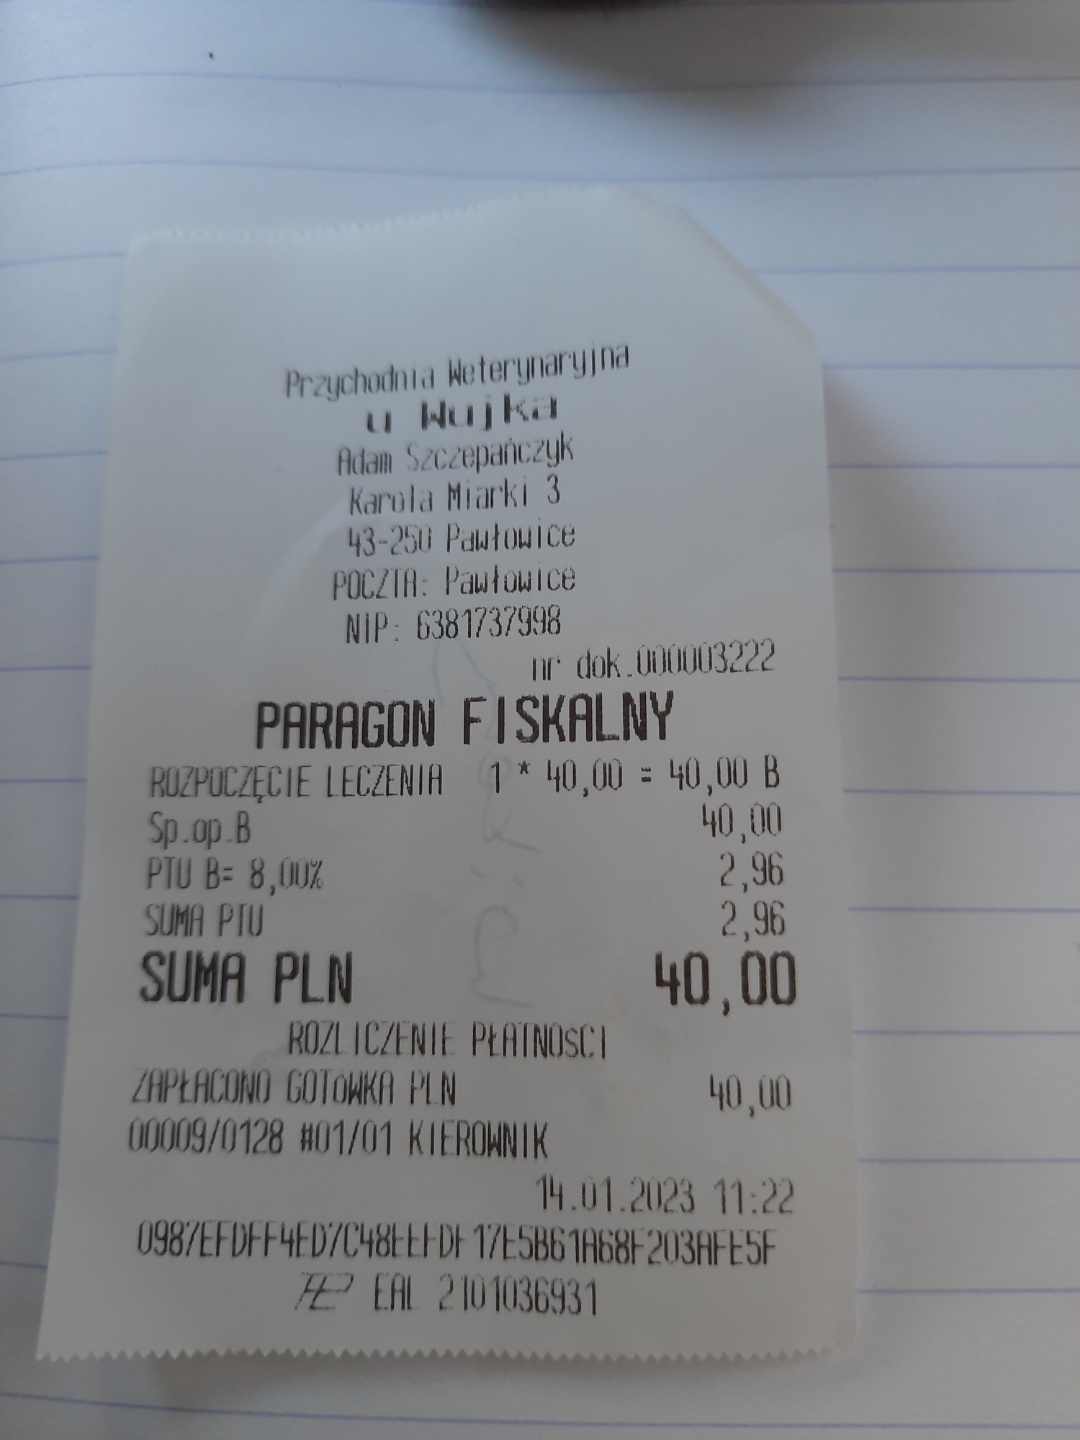 Przychodnia Weterynaryjna
u Wujka
Adam Szczepańczyk
Karola Miarki 3
43-250 Pawłowice
POCZTA: Pawłowice
NIP: 6381737998
nr dok.000003222
PARAGON FISKALNY
ROZPOCZĘCIE LECZENIA 1 * 40,00 = 40,00 B
Sp.op.B 40,00
PTU B= 8,00% 2,96
SUMA PTU 2,96
SUMA PLN 40,00
ROZLICZENIE PŁATNOŚCI
ZAPŁACONO GOTÓWKA PLN 40,00
00009/0128 #01/01 KIEROWNIK
14.01.2023 11:22
0987EFDFF4FD7C48EEFDF17E5B61A68F203AFE5F
EAL 2101036931